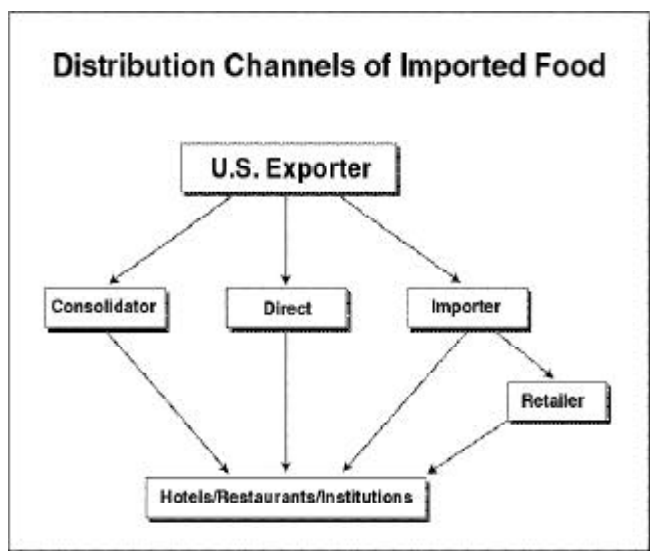 Distribution Channels of Imported Food
U.S. Exporter
Consolidator
Direct
Importer
Retailer
Hotels/Restaurants/Institutions